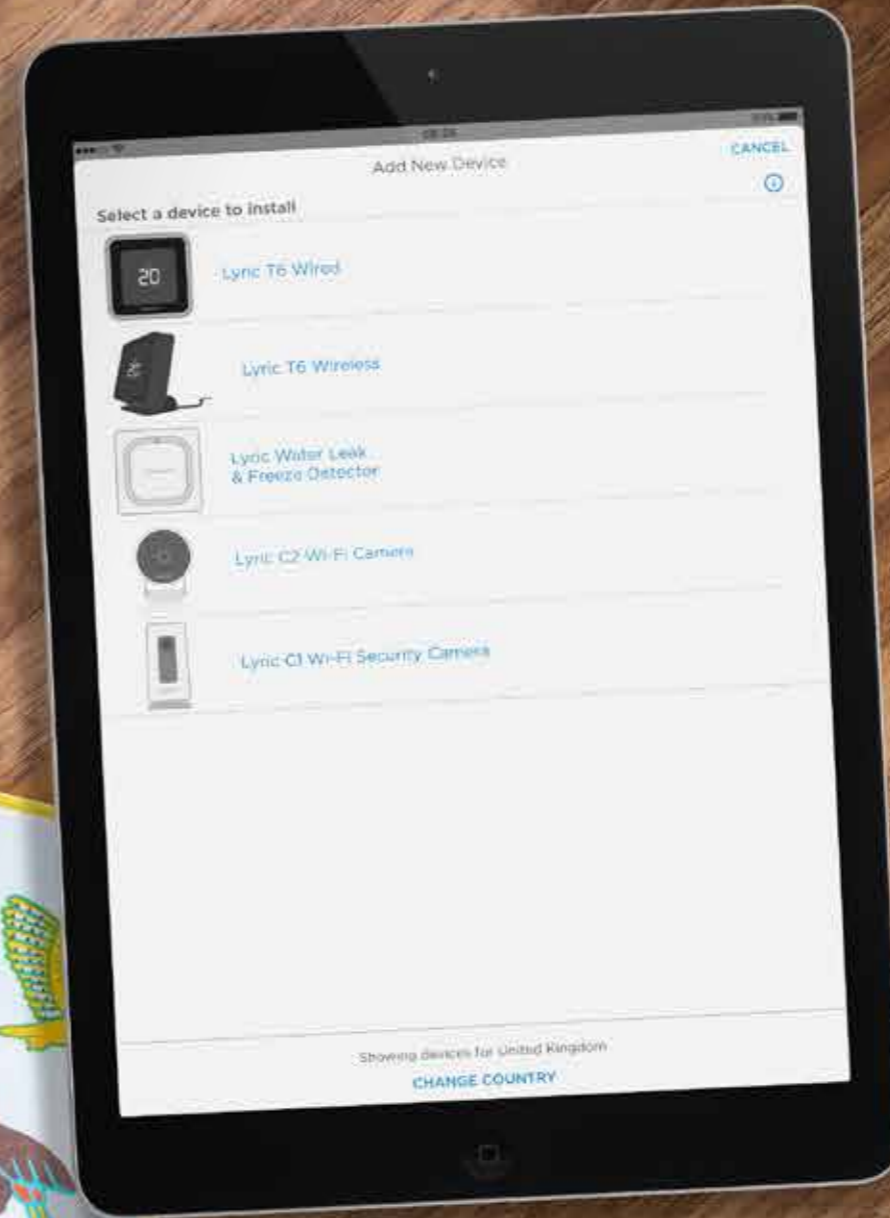 Add New Device
CANCEL
Select a device to install
20
Lyric T6 Wired
Lyric T6 Wireless
Lyric Water Leak
& Freeze Detector
Lyric C2 Wi-Fi Camera
Lyric C1 Wi-Fi Security Camera
Showing devices for United Kingdom
CHANGE COUNTRY